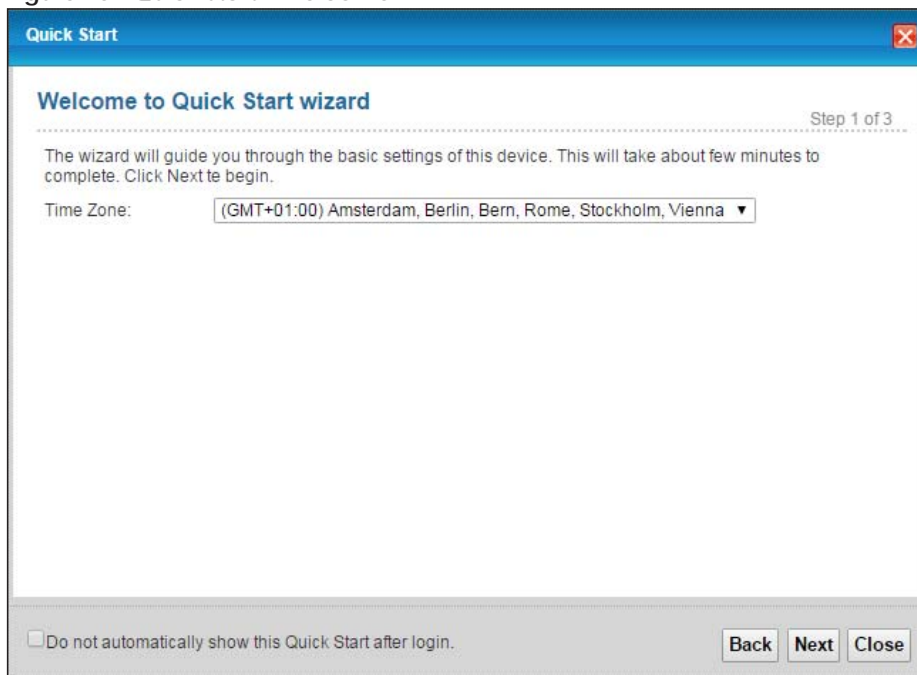 Quick Start
Welcome to Quick Start wizard
Step 1 of 3
The wizard will guide you through the basic settings of this device. This will take about few minutes to
complete. Click Next te begin.
Time Zone:
(GMT+01:00) Amsterdam, Berlin, Bern, Rome, Stockholm, Vienna
Do not automatically show this Quick Start after login.
Back Next Close